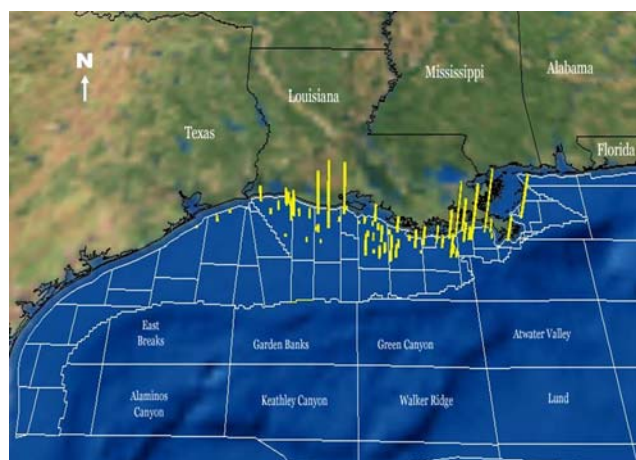 N
Mississippi
Alabama
Louisiana
Texas
Florida
East
Breaks
Garden Banks
Green Canyon
Atwater Valley
Alaminos
Canyon
Keathley Canyon
Walker Ridge
Lund